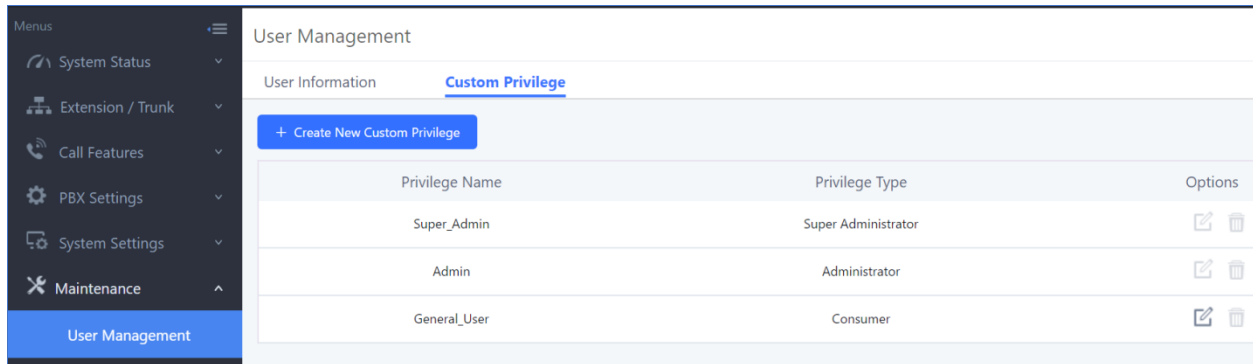 Menus
System Status
Extension / Trunk
Call Features
PBX Settings
System Settings
Maintenance
User Management
User Management
User Information Custom Privilege
+ Create New Custom Privilege
Privilege Name Privilege Type Options
Super_Admin Super Administrator
Admin Administrator
General_User Consumer